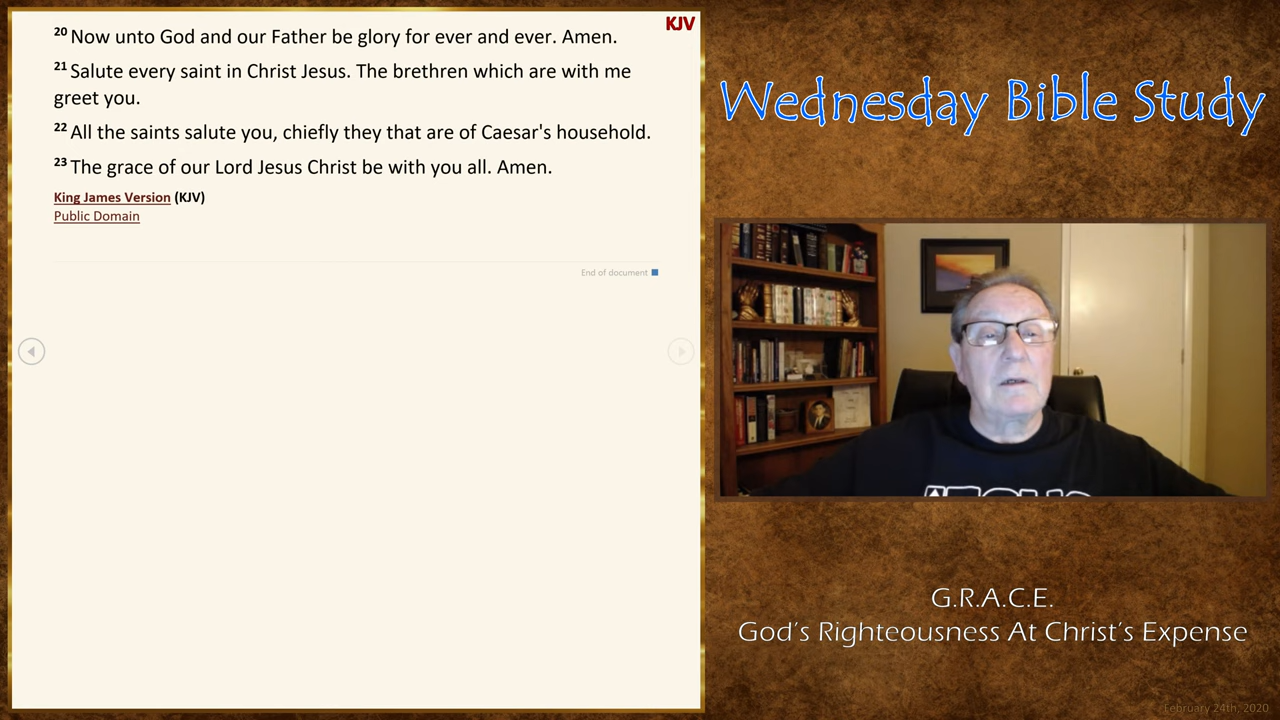 KJV
20 Now unto God and our Father be glory for ever and ever. Amen.
21 Salute every saint in Christ Jesus. The brethren which are with me
greet you.
22 All the saints salute you, chiefly they that are of Caesar's household.
23 The grace of our Lord Jesus Christ be with you all. Amen.
King James Version (KJV)
Public Domain
End of document
Wednesday Bible Study
G.R.A.C.E.
God's Righteousness At Christ's Expense
February 24th, 2020